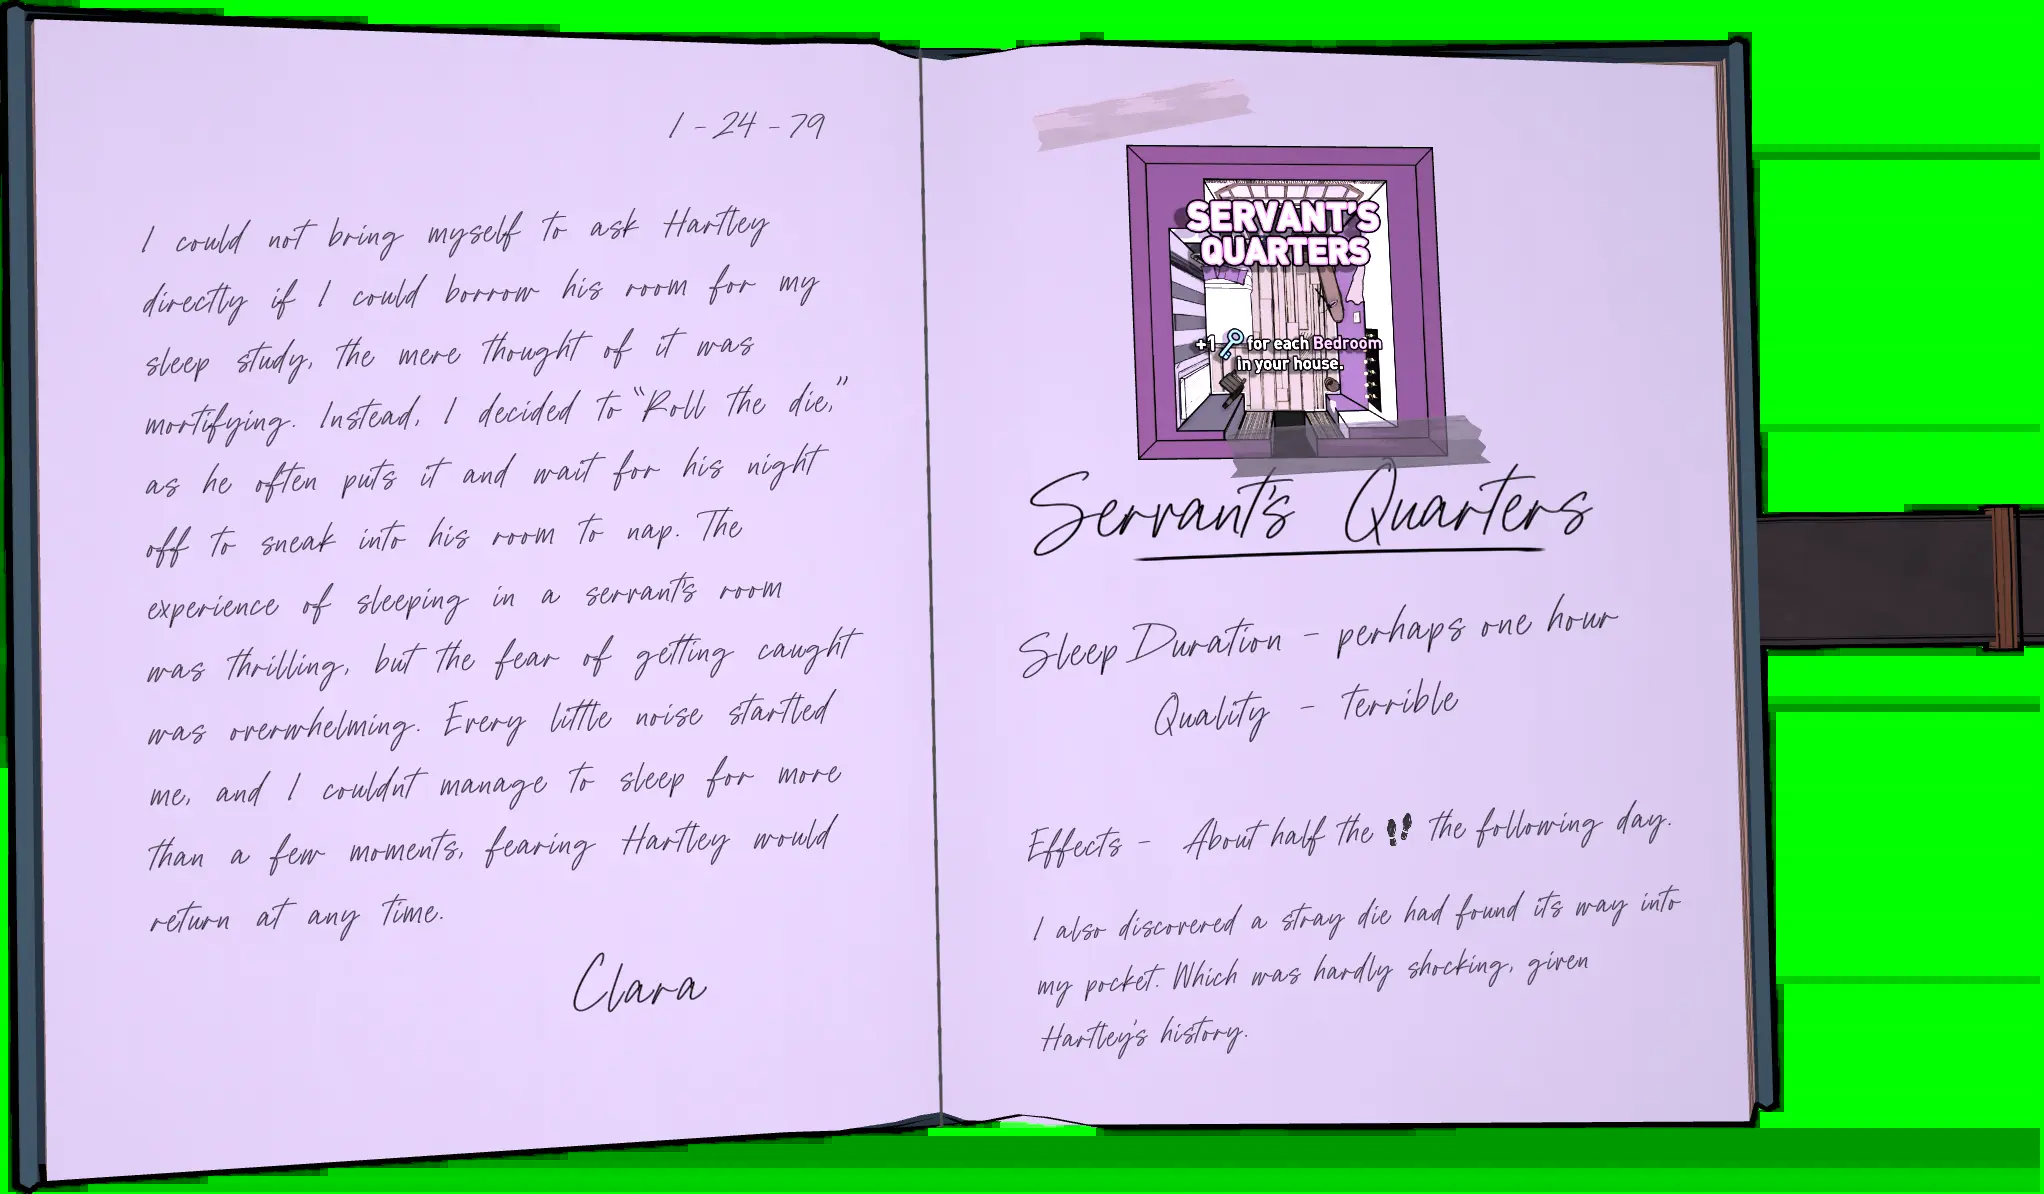 1 - 24 - 79
I could not bring myself to ask Hartley
directly if I could borrow his room for my
sleep study, the mere thought of it was
mortifying. Instead, I decided to "Roll the die,"
as he often puts it and wait for his night
off to sneak into his room to nap. The
experience of sleeping in a servant's room
was thrilling, but the fear of getting caught
was overwhelming. Every little noise startled
me, and I couldn't manage to sleep for more
than a few moments, fearing Hartley would
return at any time.
Clara
SERVANT'S
QUARTERS
+1 for each Bedroom
in your house.
Servant's Quarters
Sleep Duration - perhaps one hour
Quality - terrible
Effects - About half the the following day.
I also discovered a stray die had found its way into
my pocket. Which was hardly shocking, given
Hartley's history.